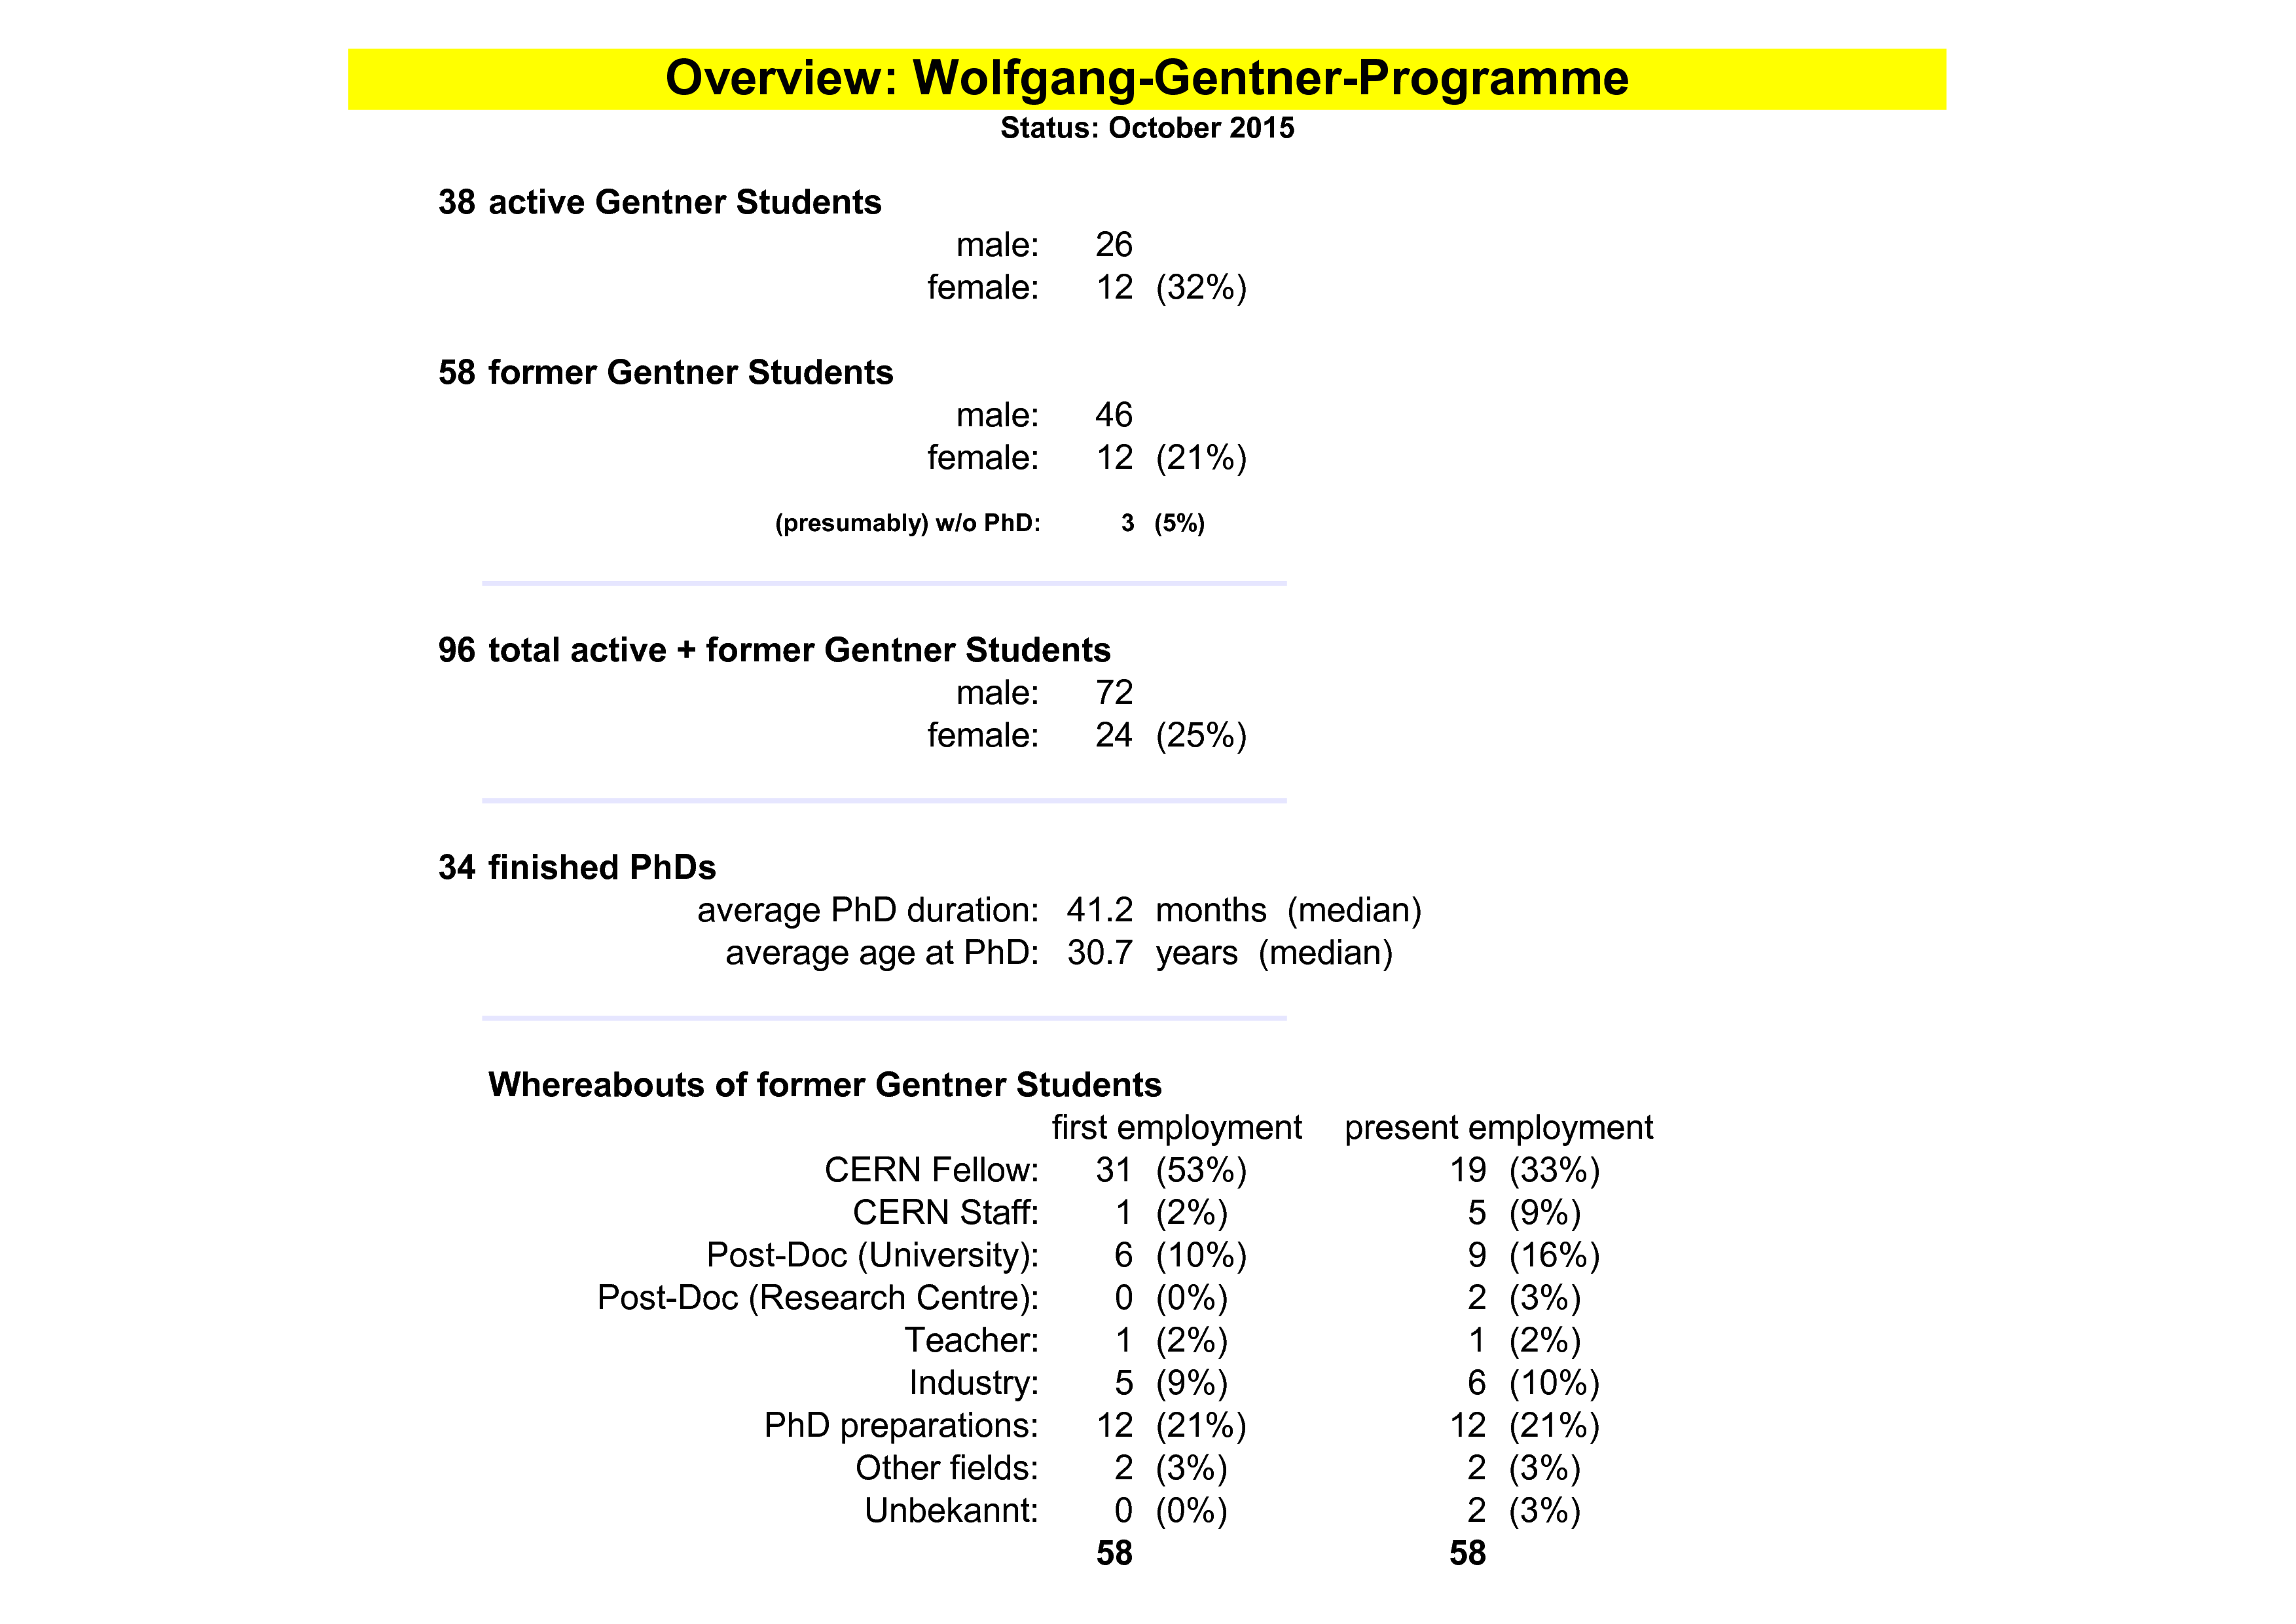 Overview: Wolfgang-Gentner-Programme
Status: October 2015
38 active Gentner Students
male: 26
female: 12 (32%)
58 former Gentner Students
male: 46
female: 12 (21%)
(presumably) w/o PhD: 3 (5%)
96 total active + former Gentner Students
male: 72
female: 24 (25%)
34 finished PhDs
average PhD duration: 41.2 months (median)
average age at PhD: 30.7 years (median)
Whereabouts of former Gentner Students
first employment present employment
CERN Fellow: 31 (53%) 19 (33%)
CERN Staff: 1 (2%) 5 (9%)
Post-Doc (University): 6 (10%) 9 (16%)
Post-Doc (Research Centre): 0 (0%) 2 (3%)
Teacher: 1 (2%) 1 (2%)
Industry: 5 (9%) 6 (10%)
PhD preparations: 12 (21%) 12 (21%)
Other fields: 2 (3%) 2 (3%)
Unbekannt: 0 (0%) 2 (3%)
58 58